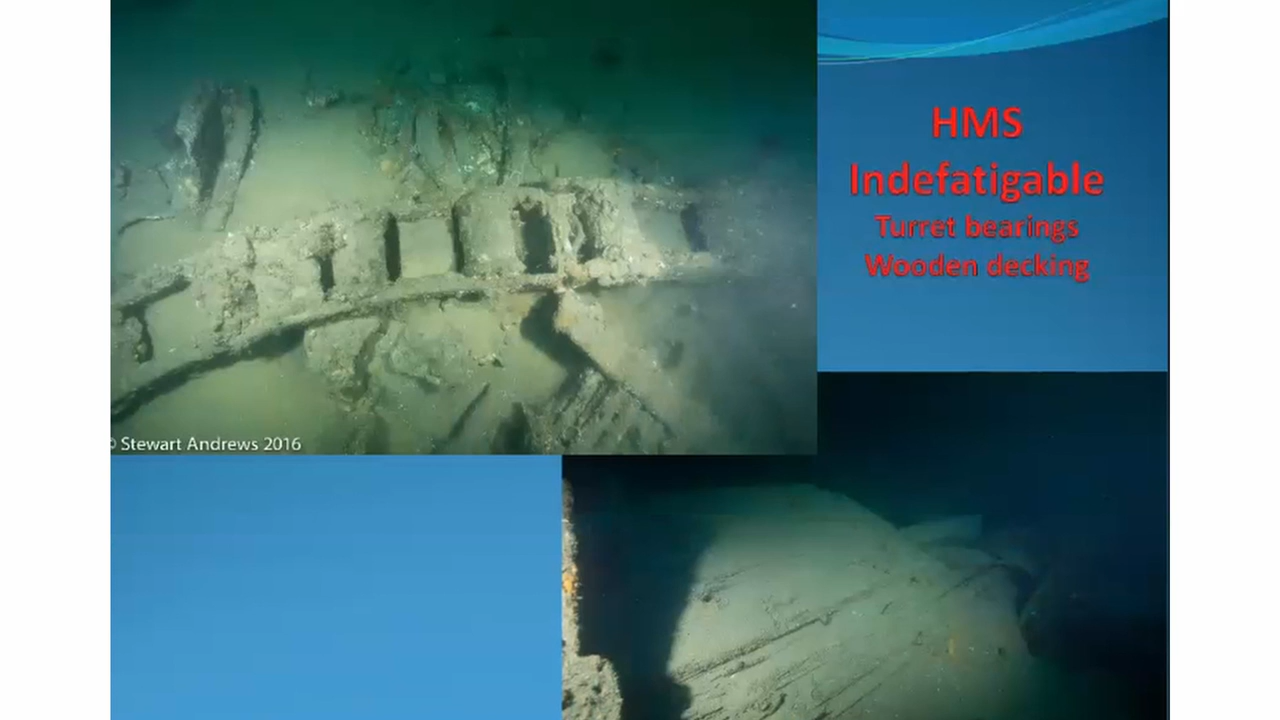 HMS
Indefatigable
Turret bearings
Wooden decking
© Stewart Andrews 2016